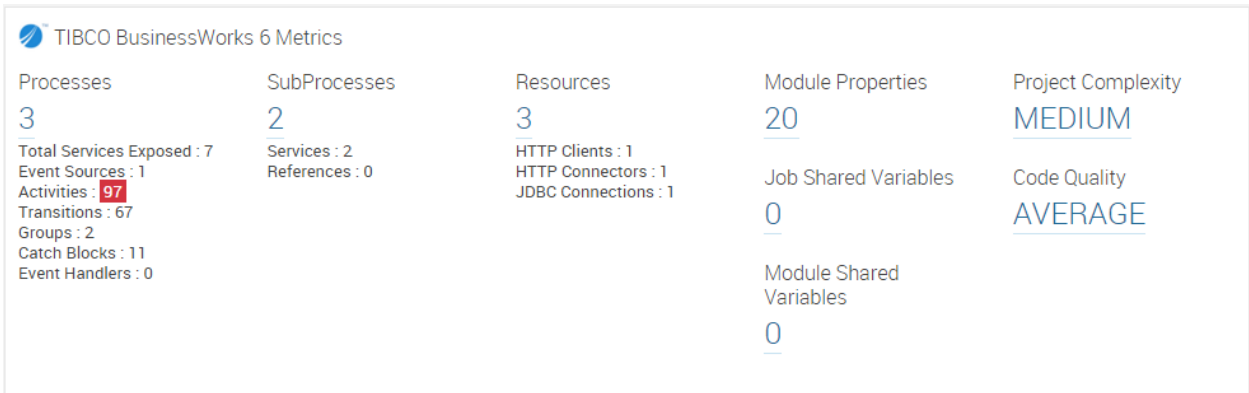 TIBCO BusinessWorks 6 Metrics
Processes
3
Total Services Exposed : 7
Event Sources : 1
Activities : 97
Transitions : 67
Groups : 2
Catch Blocks : 11
Event Handlers : 0
SubProcesses
2
Services : 2
References : 0
Resources
3
HTTP Clients : 1
HTTP Connectors : 1
JDBC Connections : 1
Module Properties
20
Job Shared Variables
0
Module Shared
Variables
0
Project Complexity
MEDIUM
Code Quality
AVERAGE